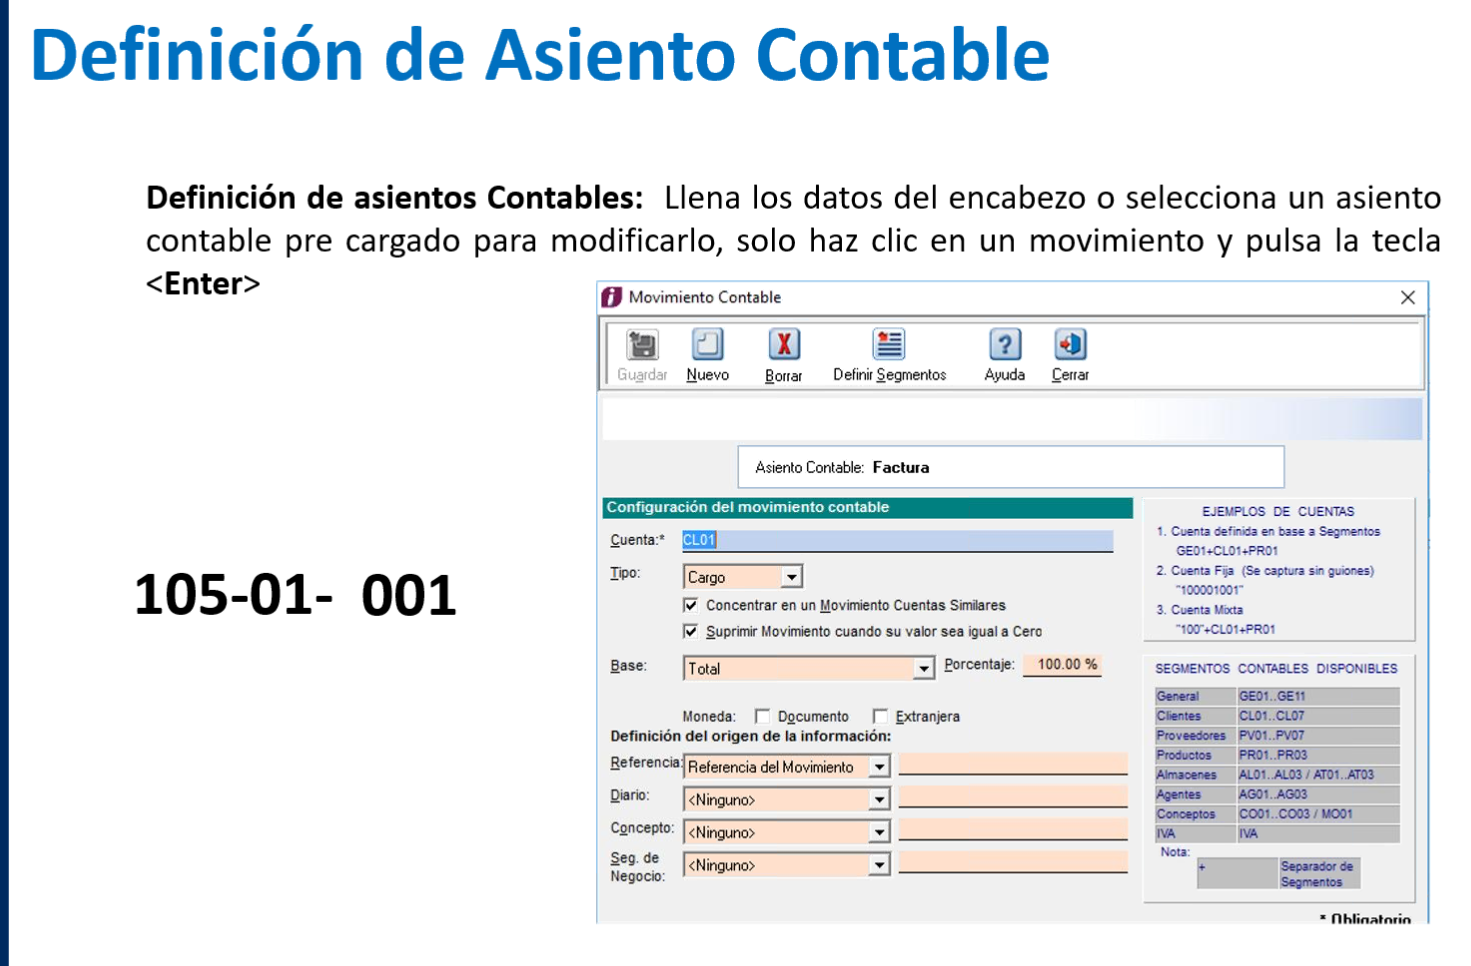 Definición de Asiento Contable
Definición de asientos Contables: Llena los datos del encabezo o selecciona un asiento
contable pre cargado para modificarlo, solo haz clic en un movimiento y pulsa la tecla
<Enter>
105-01- 001
Movimiento Contable
Guardar Nuevo Borrar Definir Segmentos Ayuda Cerrar
Asiento Contable: Factura
Configuración del movimiento contable
Cuenta:* CL01
Tipo: Cargo
Concentrar en un Movimiento Cuentas Similares
Suprimir Movimiento cuando su valor sea igual a Cero
Base: Total Porcentaje: 100.00 %
Moneda: Documento Extranjera
Definición del origen de la información:
Referencia: Referencia del Movimiento
Diario: <Ninguno>
Concepto: <Ninguno>
Seg. de
Negocio: <Ninguno>
EJEMPLOS DE CUENTAS
1. Cuenta definida en base a Segmentos
GE01+CL01+PR01
2. Cuenta Fija (Se captura sin guiones)
"100001001"
3. Cuenta Mixta
"100"+CL01+PR01
SEGMENTOS CONTABLES DISPONIBLES
General GE01..GE11
Clientes CL01..CL07
Proveedores PV01..PV07
Productos PR01..PR03
Almacenes AL01..AL03 / AT01..AT03
Agentes AG01..AG03
Conceptos CO01..CO03 / MO01
IVA IVA
Nota:
+ Separador de
Segmentos
* Obligatorio